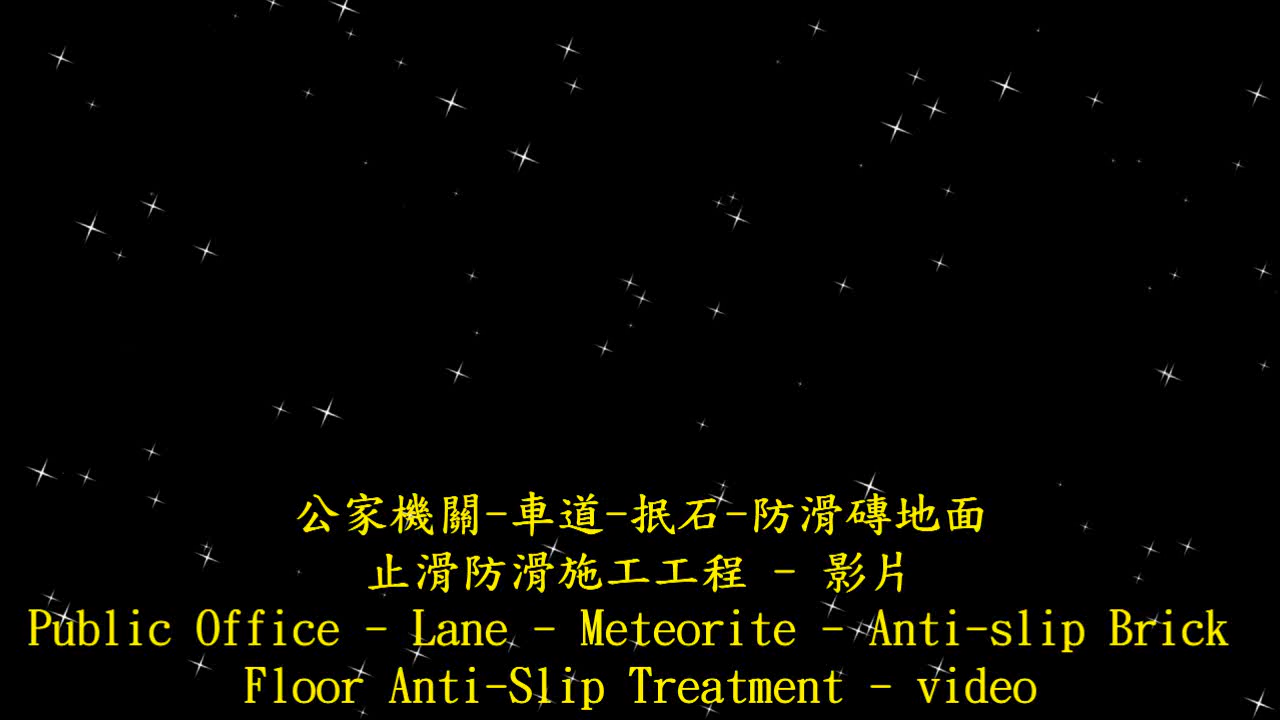 公家機關-車道-抿石-防滑磚地面
止滑防滑施工工程 - 影片
Public Office - Lane - Meteorite - Anti-slip Brick
Floor Anti-Slip Treatment - video